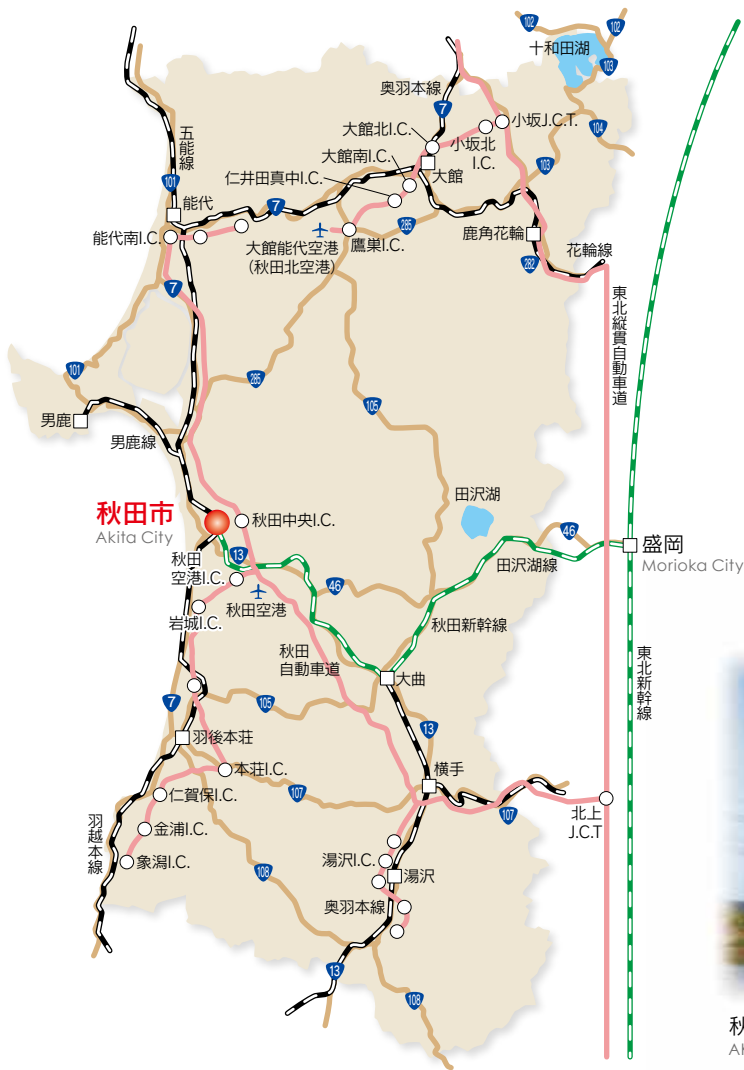 102
102
十和田湖
103
奥羽本線
7
小坂J.C.T.
104
大館北I.C.
小坂北
I.C.
五能線
大館南I.C.
大館
103
仁井田真中I.C.
101
能代
7
285
鹿角花輪
能代南I.C.
大館能代空港
(秋田北空港)
鷹巣I.C.
花輪線
282
7
東北縦貫自動車道
101
285
105
男鹿
男鹿線
田沢湖
秋田市
Akita City
秋田中央I.C.
46
盛岡
Morioka City
13
秋田
空港I.C.
田沢湖線
46
秋田空港
岩城I.C.
秋田新幹線
秋田
自動車道
東北新幹線
大曲
7
105
13
羽後本荘
横手
本荘I.C.
仁賀保I.C.
107
107
北上
J.C.T
羽越本線
金浦I.C.
象潟I.C.
湯沢I.C.
湯沢
108
奥羽本線
13
108
秋